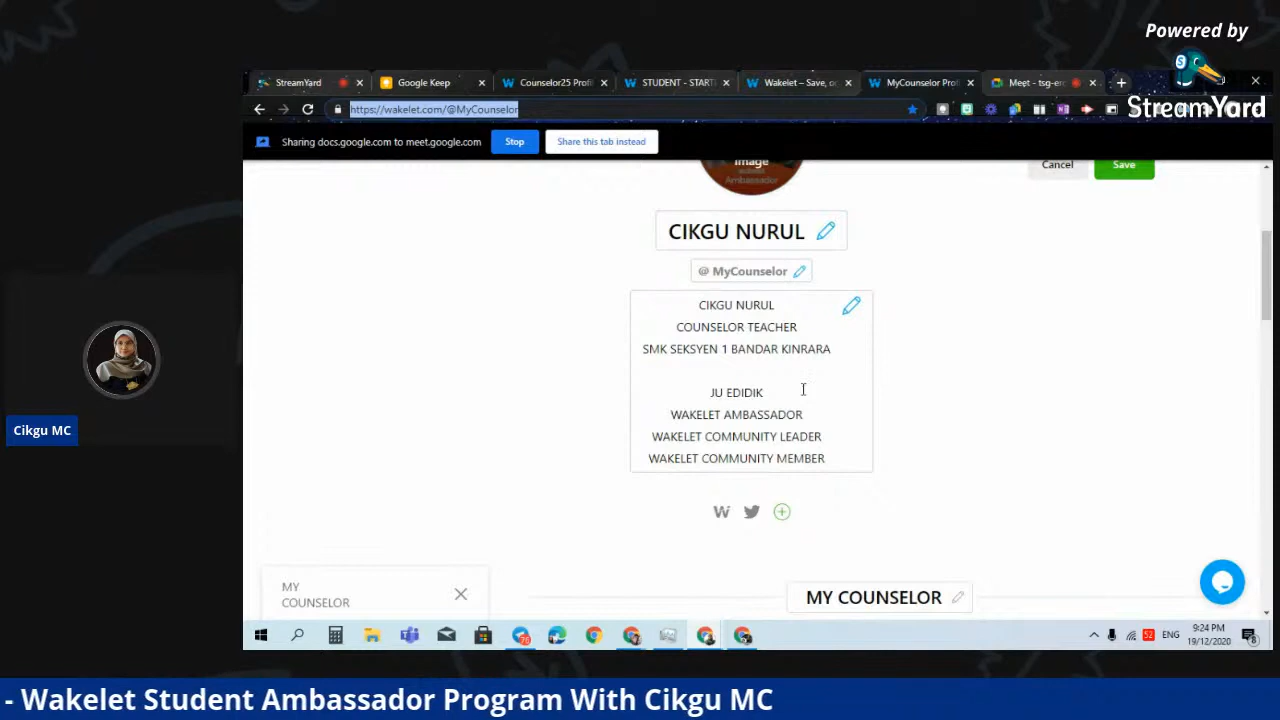 Powered by
StreamYard
StreamYard
Google Keep
Counselor25 Profi
STUDENT - START
Wakelet – Save, o
MyCounselor Prof
Meet - tsg-
https://wakelet.com/@MyCounselor
Sharing docs.google.com to meet.google.com
Stop
Share this tab instead
Image
Ambassador
Cancel
Save
CIKGU NURUL
@ MyCounselor
CIKGU NURUL
COUNSELOR TEACHER
SMK SEKSYEN 1 BANDAR KINRARA
JU EDIDIK
WAKELET AMBASSADOR
WAKELET COMMUNITY LEADER
WAKELET COMMUNITY MEMBER
Cikgu MC
MY
COUNSELOR
MY COUNSELOR
ENG
9:24 PM
19/12/2020
- Wakelet Student Ambassador Program With Cikgu MC